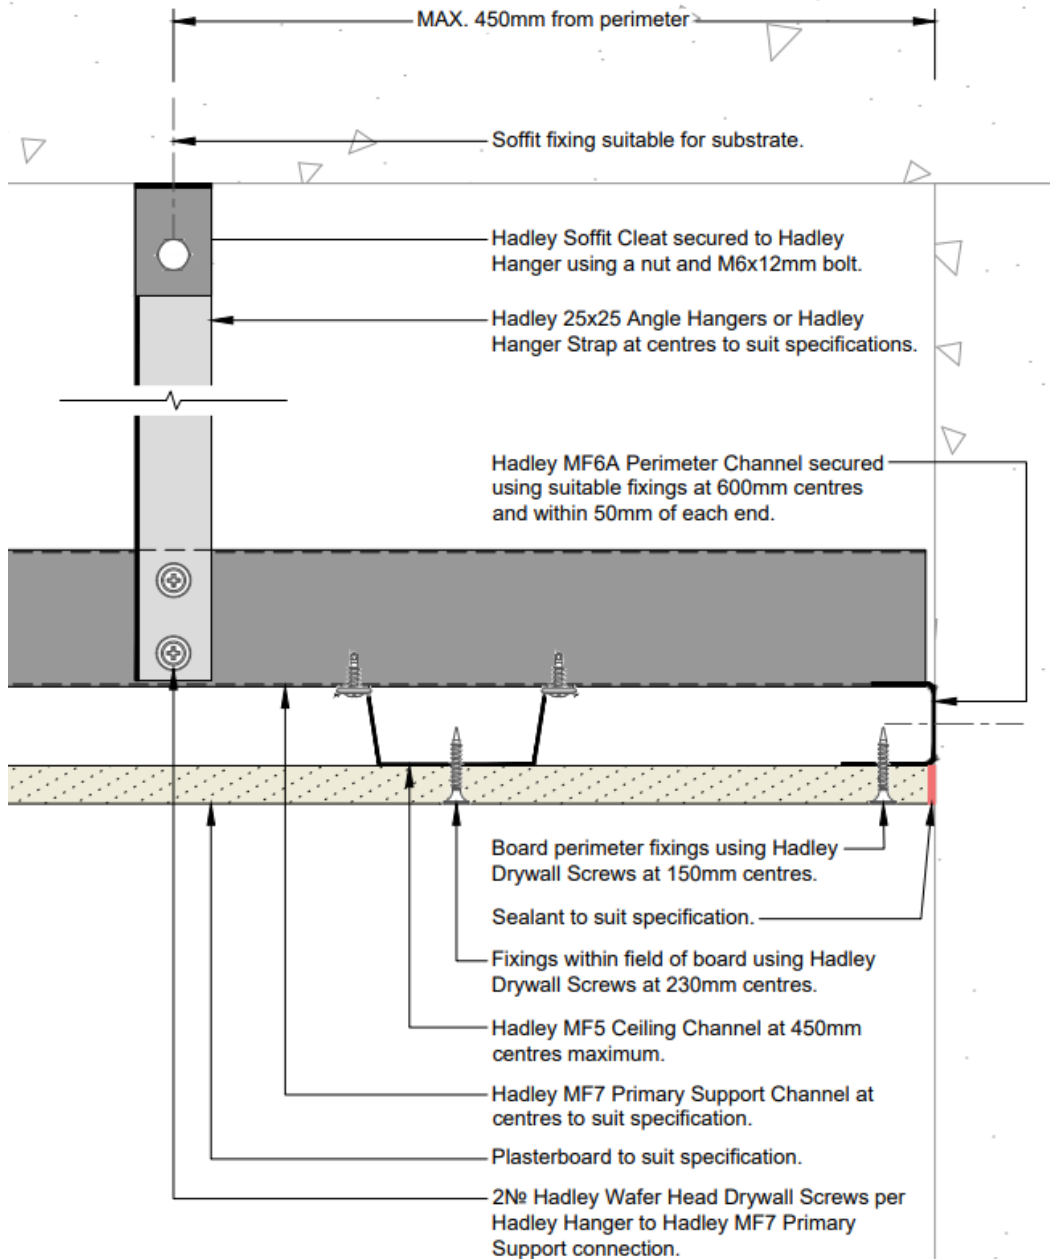 MAX. 450mm from perimeter
Soffit fixing suitable for substrate.
Hadley Soffit Cleat secured to Hadley
Hanger using a nut and M6x12mm bolt.
Hadley 25x25 Angle Hangers or Hadley
Hanger Strap at centres to suit specifications.
Hadley MF6A Perimeter Channel secured
using suitable fixings at 600mm centres
and within 50mm of each end.
Board perimeter fixings using Hadley
Drywall Screws at 150mm centres.
Sealant to suit specification.
Fixings within field of board using Hadley
Drywall Screws at 230mm centres.
Hadley MF5 Ceiling Channel at 450mm
centres maximum.
Hadley MF7 Primary Support Channel at
centres to suit specification.
Plasterboard to suit specification.
2№ Hadley Wafer Head Drywall Screws per
Hadley Hanger to Hadley MF7 Primary
Support connection.